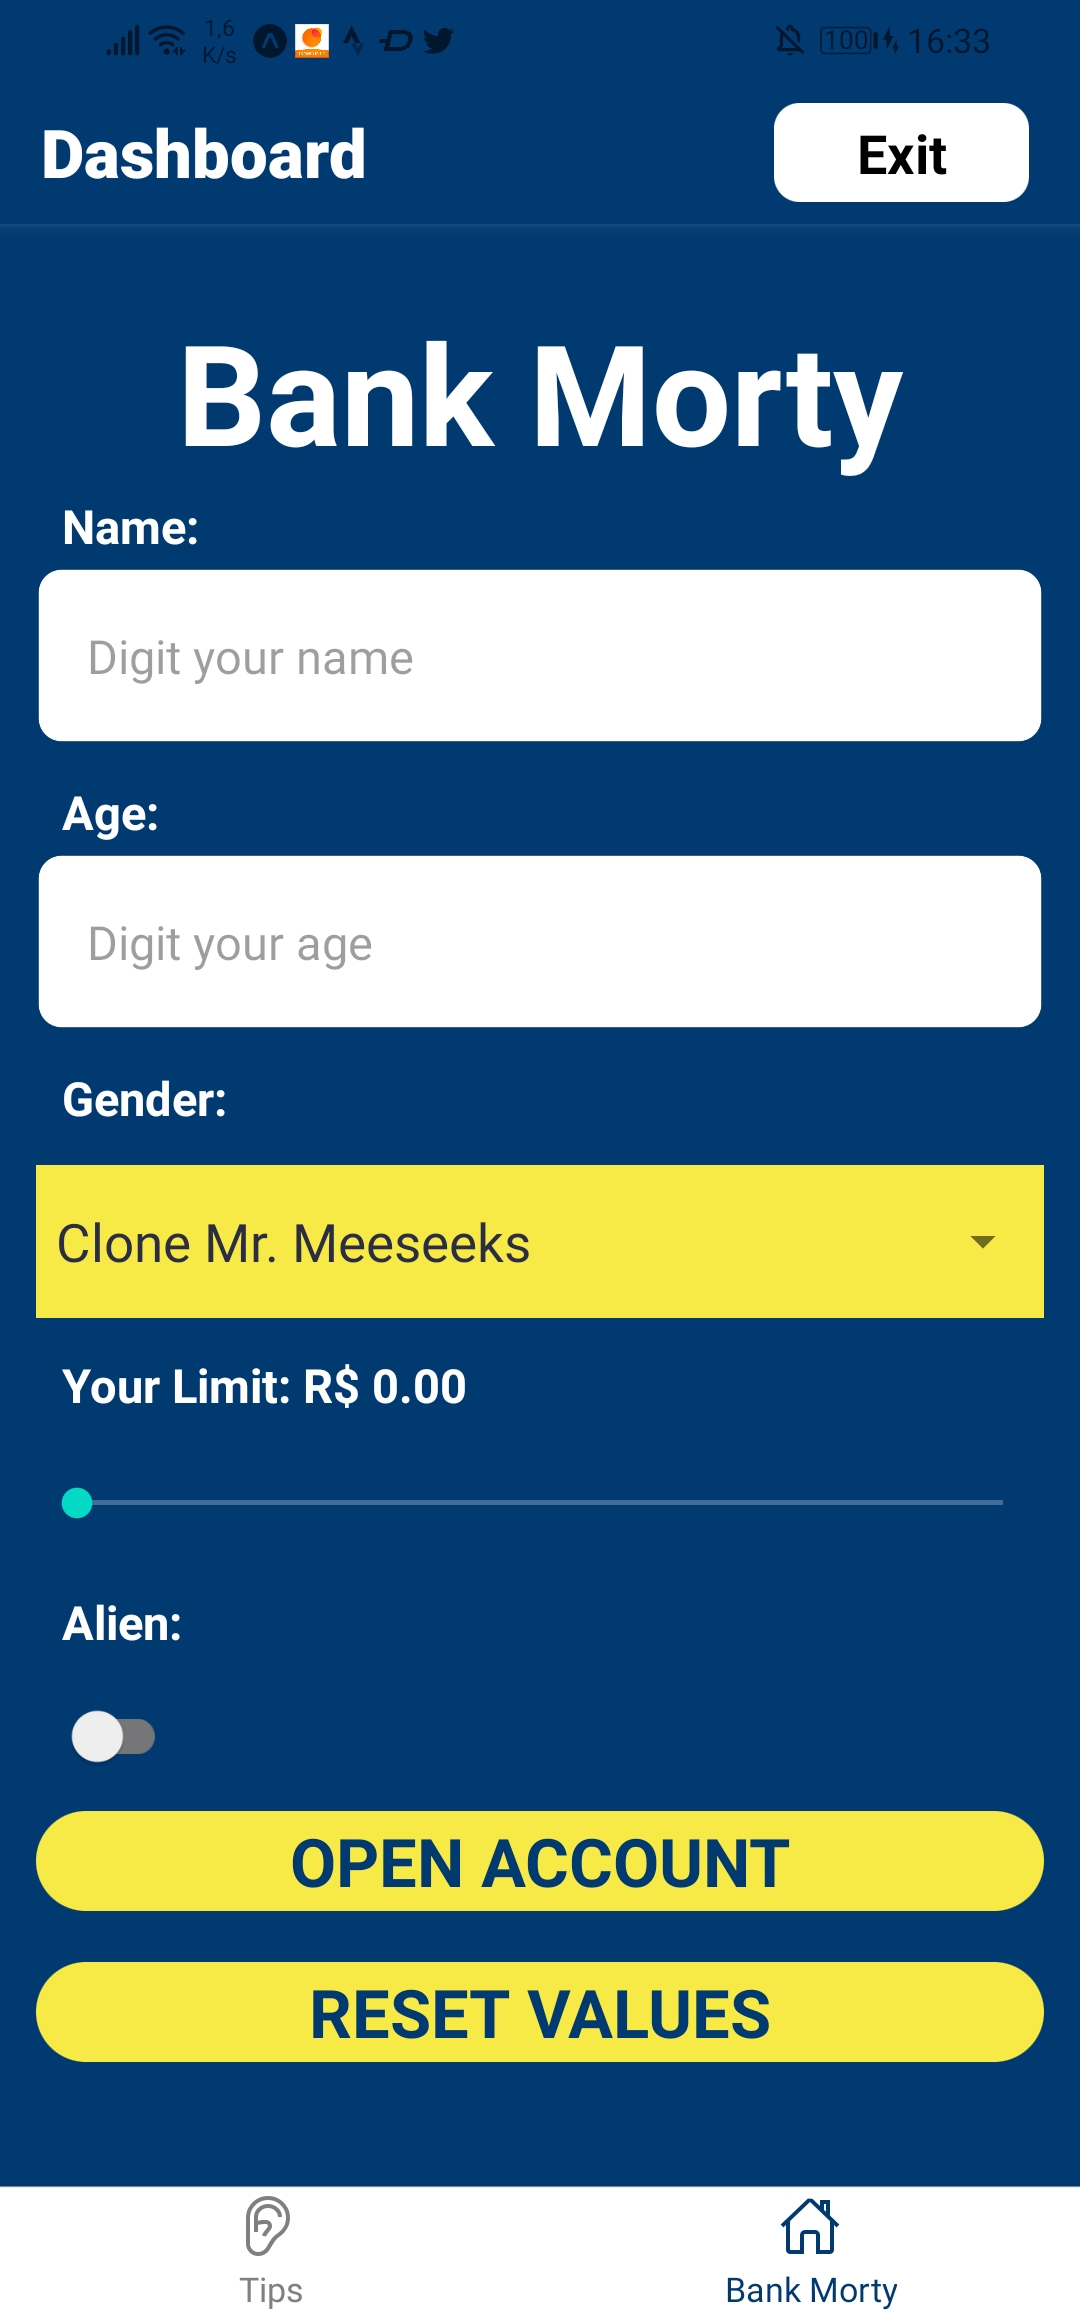 1,6
K/s
100
16:33
Dashboard
Exit
Bank Morty
Name:
Digit your name
Age:
Digit your age
Gender:
Clone Mr. Meeseeks
Your Limit: R$ 0.00
Alien:
OPEN ACCOUNT
RESET VALUES
Tips
Bank Morty